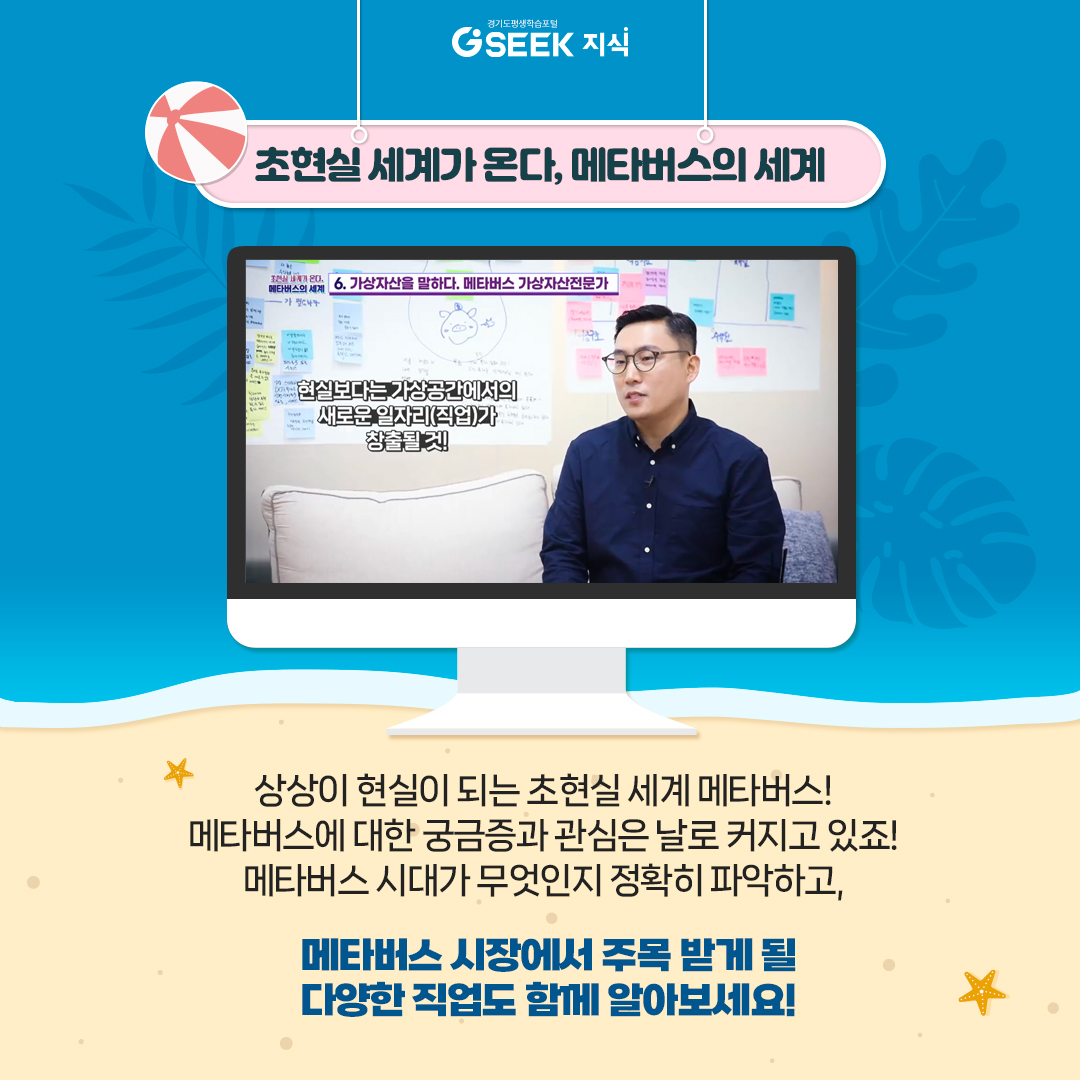 경기도평생학습포털
GSEEK 지식
초현실 세계가 온다, 메타버스의 세계
초현실 세계가 온다,
메타버스의 세계
6. 가상자산을 말하다. 메타버스 가상자산전문가
현실보다는 가상공간에서의
새로운 일자리(직업)가
창출될 것!
상상이 현실이 되는 초현실 세계 메타버스!
메타버스에 대한 궁금증과 관심은 날로 커지고 있죠!
메타버스 시대가 무엇인지 정확히 파악하고,
메타버스 시장에서 주목 받게 될
다양한 직업도 함께 알아보세요!